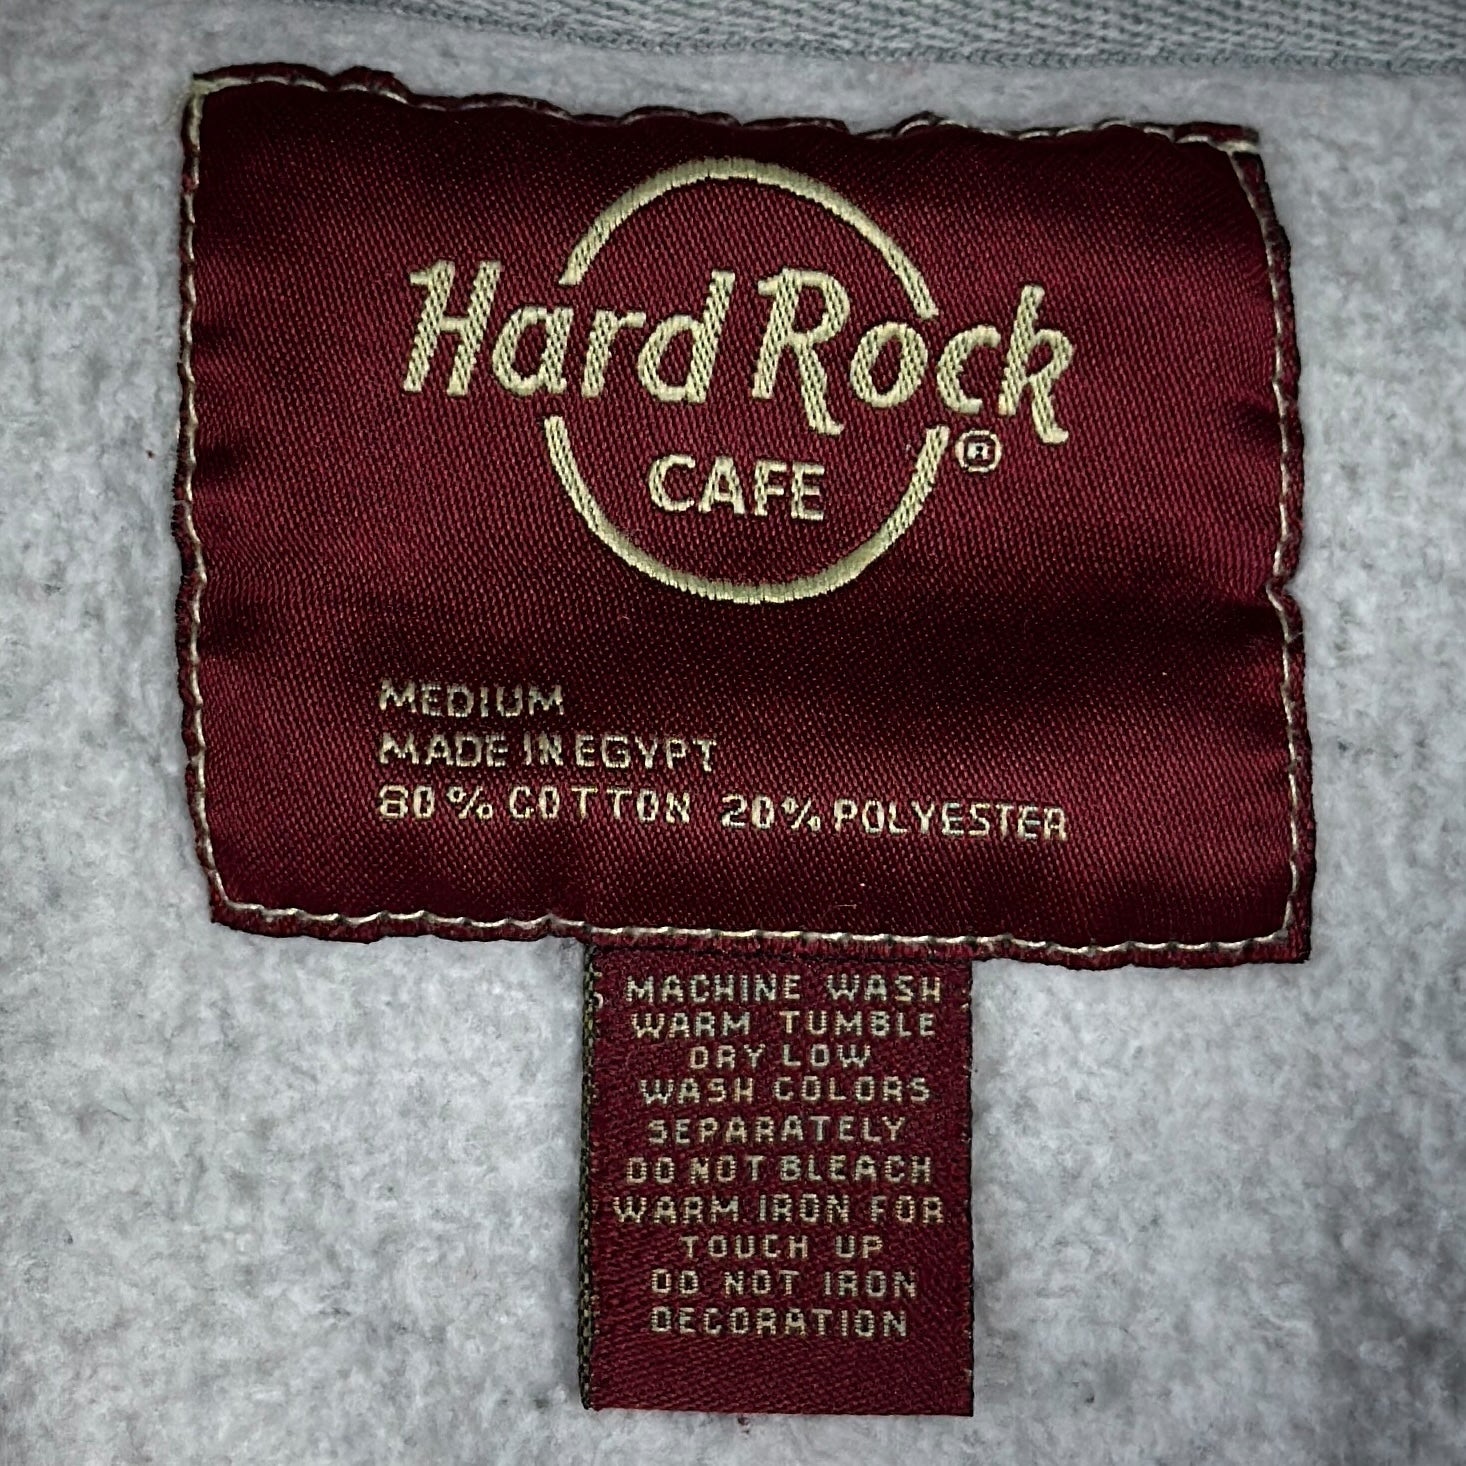 Hard Rock
CAFE
®
MEDIUM
MADE IN EGYPT
80% COTTON 20% POLYESTER
MACHINE WASH
WARM TUMBLE
DRY LOW
WASH COLORS
SEPARATELY
DO NOT BLEACH
WARM IRON FOR
TOUCH UP
DO NOT IRON
DECORATION